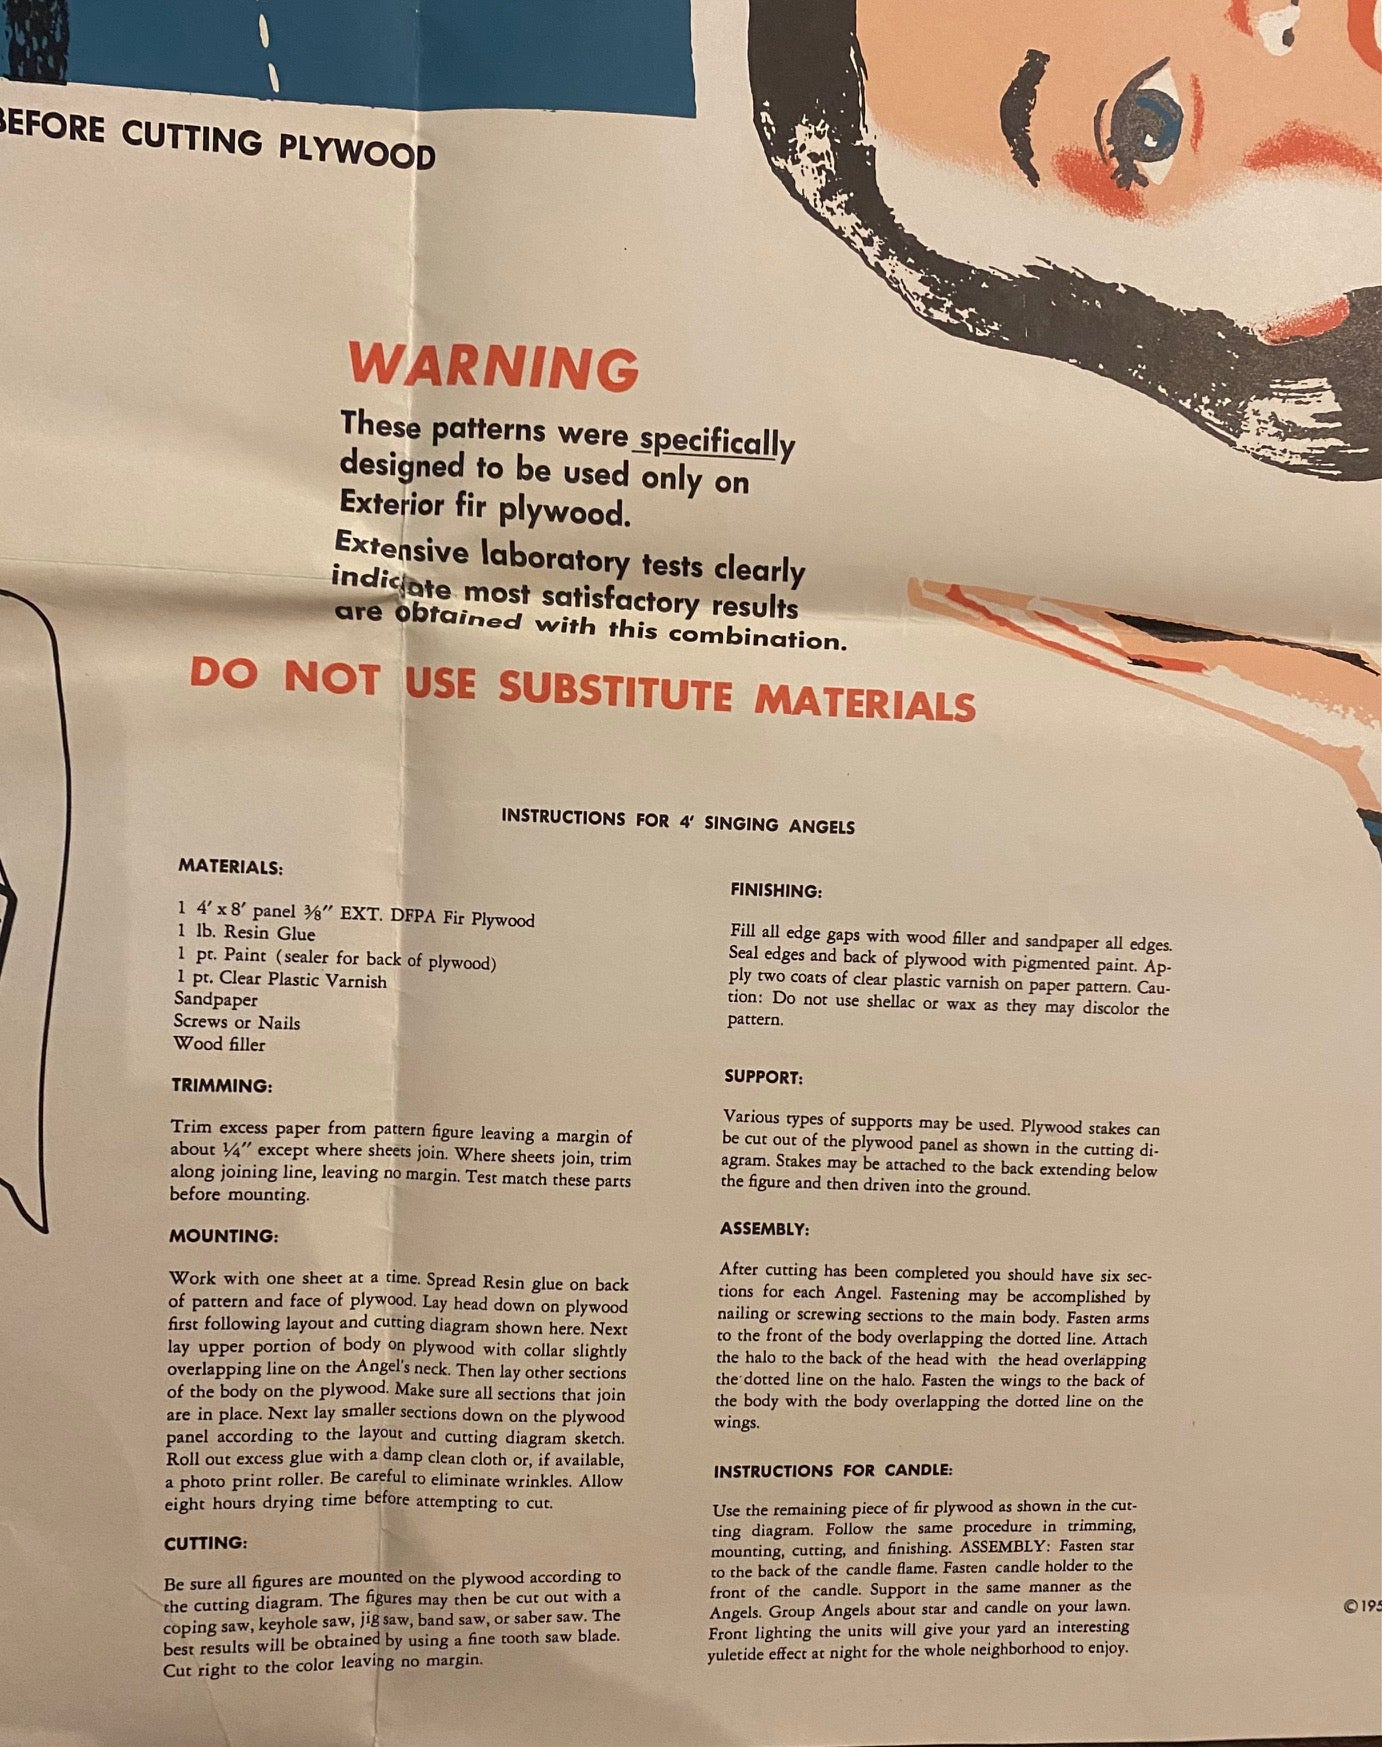 BEFORE CUTTING PLYWOOD
WARNING
These patterns were specifically
designed to be used only on
Exterior fir plywood.
Extensive laboratory tests clearly
indicate most satisfactory results
are obtained with this combination.
DO NOT USE SUBSTITUTE MATERIALS
INSTRUCTIONS FOR 4' SINGING ANGELS
MATERIALS:
1 4' x 8' panel ⅜" EXT. DFPA Fir Plywood
1 lb. Resin Glue
1 pt. Paint (sealer for back of plywood)
1 pt. Clear Plastic Varnish
Sandpaper
Screws or Nails
Wood filler
TRIMMING:
Trim excess paper from pattern figure leaving a margin of
about ¼" except where sheets join. Where sheets join, trim
along joining line, leaving no margin. Test match these parts
before mounting.
MOUNTING:
Work with one sheet at a time. Spread Resin glue on back
of pattern and face of plywood. Lay head down on plywood
first following layout and cutting diagram shown here. Next
lay upper portion of body on plywood with collar slightly
overlapping line on the Angel's neck. Then lay other sections
of the body on the plywood. Make sure all sections that join
are in place. Next lay smaller sections down on the plywood
panel according to the layout and cutting diagram sketch.
Roll out excess glue with a damp clean cloth or, if available,
a photo print roller. Be careful to eliminate wrinkles. Allow
eight hours drying time before attempting to cut.
CUTTING:
Be sure all figures are mounted on the plywood according to
the cutting diagram. The figures may then be cut out with a
coping saw, keyhole saw, jig saw, band saw, or saber saw. The
best results will be obtained by using a fine tooth saw blade.
Cut right to the color leaving no margin.
FINISHING:
Fill all edge gaps with wood filler and sandpaper all edges.
Seal edges and back of plywood with pigmented paint. Ap-
ply two coats of clear plastic varnish on paper pattern. Cau-
tion: Do not use shellac or wax as they may discolor the
pattern.
SUPPORT:
Various types of supports may be used. Plywood stakes can
be cut out of the plywood panel as shown in the cutting di-
agram. Stakes may be attached to the back extending below
the figure and then driven into the ground.
ASSEMBLY:
After cutting has been completed you should have six sec-
tions for each Angel. Fastening may be accomplished by
nailing or screwing sections to the main body. Fasten arms
to the front of the body overlapping the dotted line. Attach
the halo to the back of the head with the head overlapping
the dotted line on the halo. Fasten the wings to the back of
the body with the body overlapping the dotted line on the
wings.
INSTRUCTIONS FOR CANDLE:
Use the remaining piece of fir plywood as shown in the cut-
ting diagram. Follow the same procedure in trimming,
mounting, cutting, and finishing. ASSEMBLY: Fasten star
to the back of the candle flame. Fasten candle holder to the
front of the candle. Support in the same manner as the
Angels. Group Angels about star and candle on your lawn.
Front lighting the units will give your yard an interesting
yuletide effect at night for the whole neighborhood to enjoy.
©195